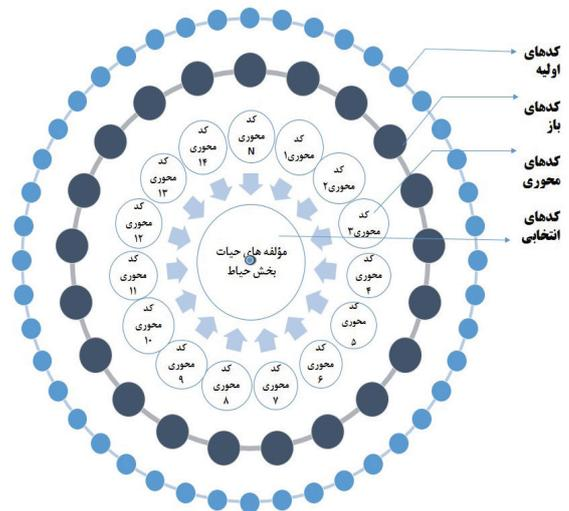 کدهای
اولیه
کدهای
باز
کدهای
محوری
کدهای
انتخابی
مؤلفه های حیات
بخش حیاط
کد
محوری
N
کد
محوری۱
کد
محوری۲
کد
محوری۳
کد
محوری
۴
کد
محوری
۵
کد
محوری
۶
کد
محوری
۷
کد
محوری
۸
کد
محوری
۹
کد
محوری
۱۰
کد
محوری
۱۱
کد
محوری
۱۲
کد
محوری
۱۳
کد
محوری
۱۴